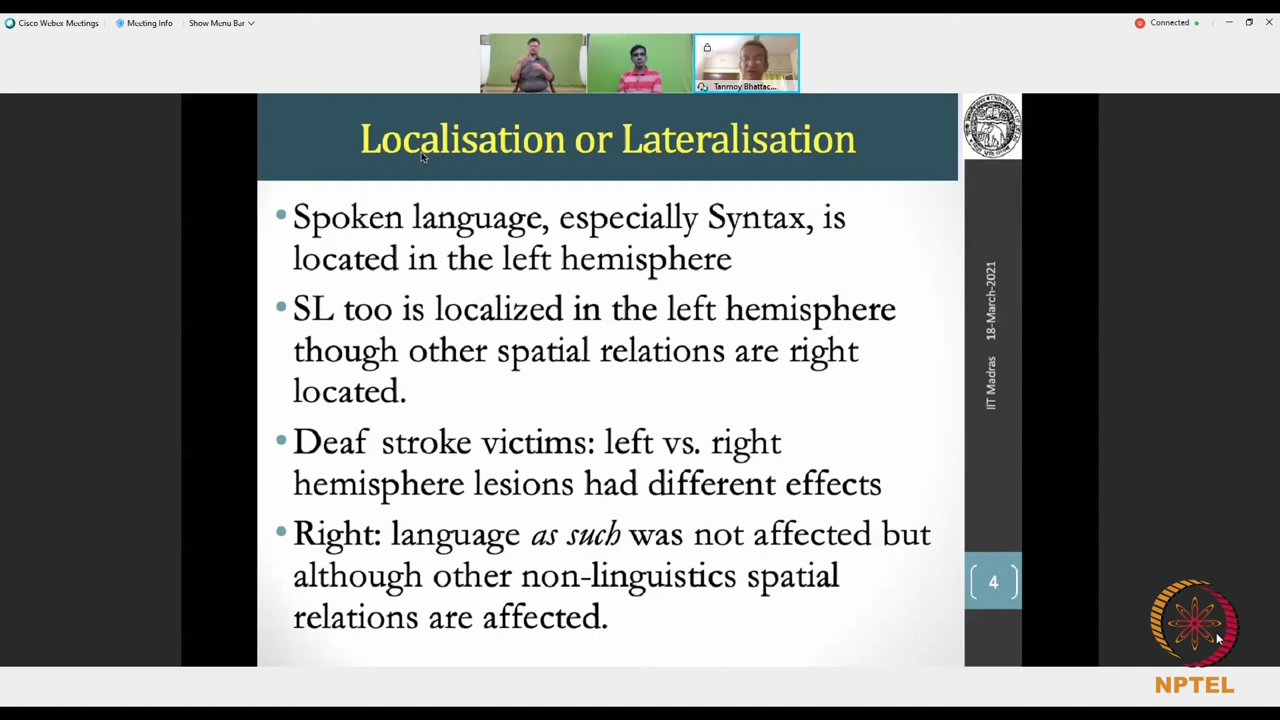 Cisco Webex Meetings
Meeting Info
Show Menu Bar
Connected
Tanmoy Bhattac...
Localisation or Lateralisation
• Spoken language, especially Syntax, is
located in the left hemisphere
• SL too is localized in the left hemisphere
though other spatial relations are right
located.
• Deaf stroke victims: left vs. right
hemisphere lesions had different effects
• Right: language as such was not affected but
although other non-linguistics spatial
relations are affected.
IIT Madras 18-March-2021
4
NPTEL